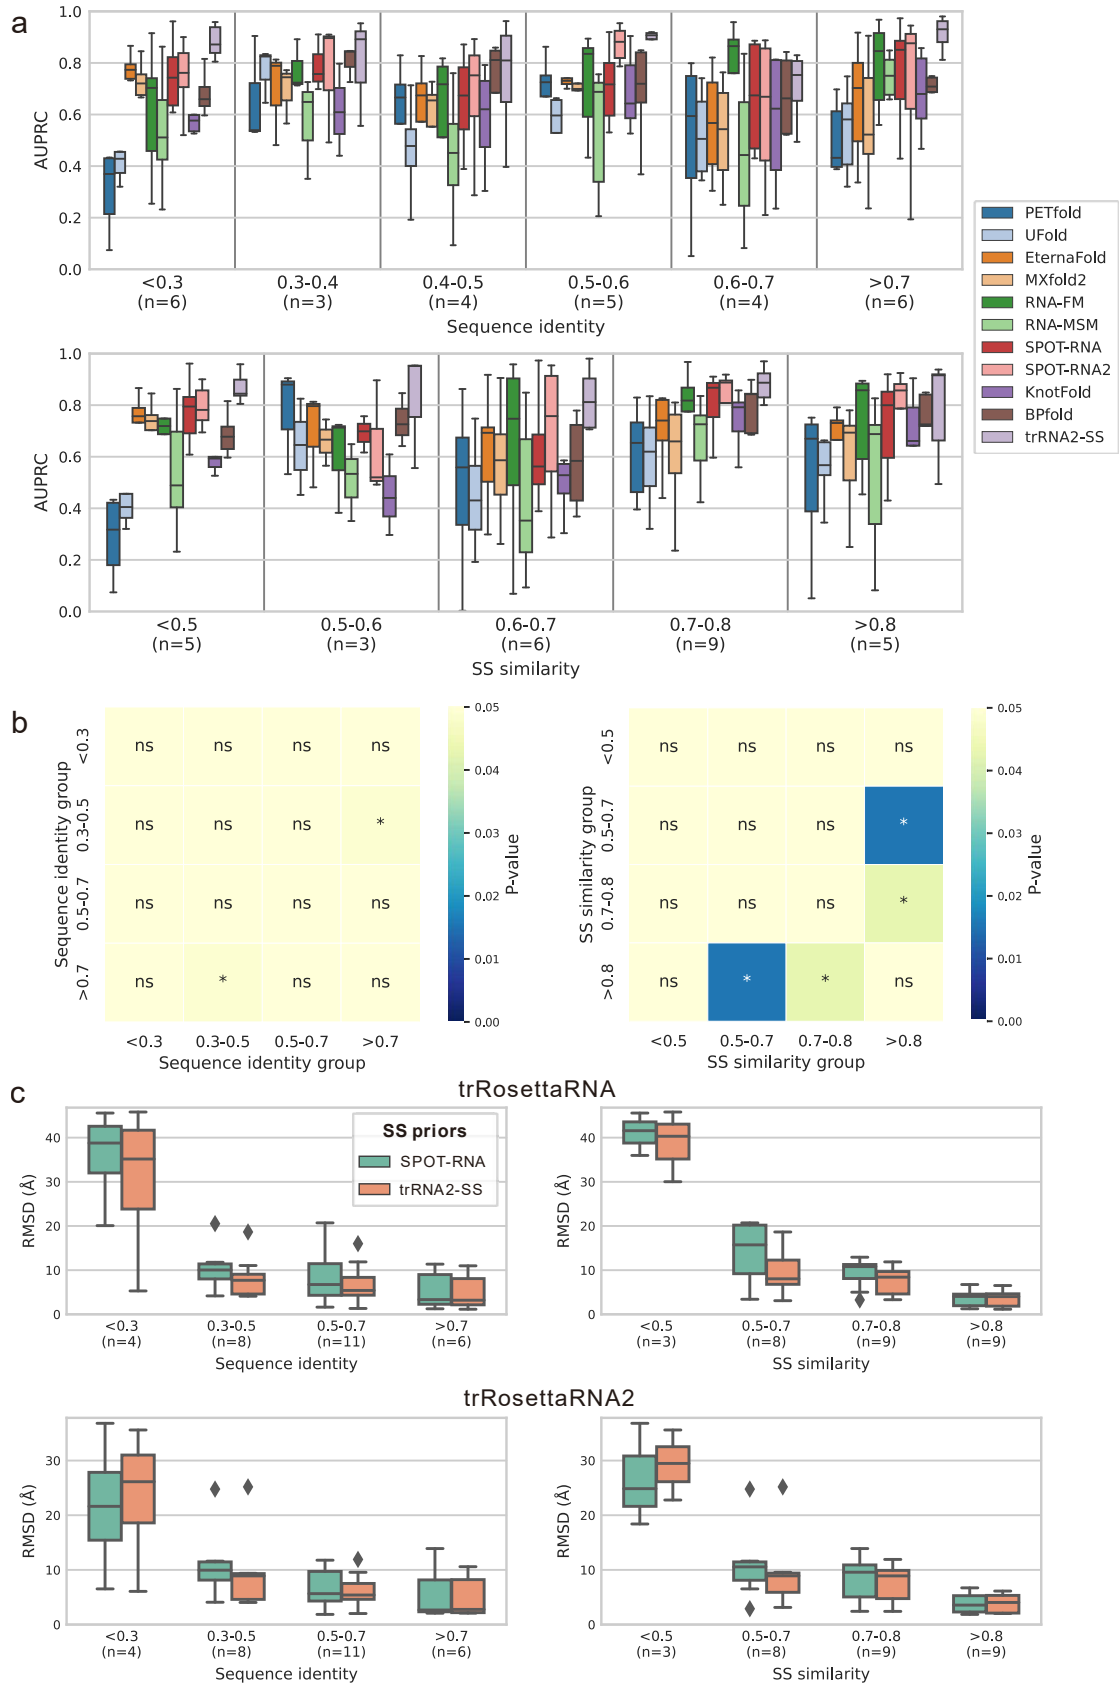 a
AUPRC
1.0
0.8
0.6
0.4
0.2
0.0
<0.3 0.3-0.4 0.4-0.5 0.5-0.6 0.6-0.7 >0.7
(n=6) (n=3) (n=4) (n=5) (n=4) (n=6)
Sequence identity
PETfold
UFold
EternaFold
MXfold2
RNA-FM
RNA-MSM
SPOT-RNA
SPOT-RNA2
KnotFold
BPfold
trRNA2-SS
AUPRC
1.0
0.8
0.6
0.4
0.2
0.0
<0.5 0.5-0.6 0.6-0.7 0.7-0.8 >0.8
(n=5) (n=3) (n=6) (n=9) (n=5)
SS similarity
b
Sequence identity group
<0.3 ns ns ns ns
0.3-0.5 ns ns ns *
0.5-0.7 ns ns ns ns
>0.7 ns * ns ns
<0.3 0.3-0.5 0.5-0.7 >0.7
Sequence identity group
0.05
0.04
0.03
0.02
0.01
0.00
P-value
SS similarity group
<0.5 ns ns ns ns
0.5-0.7 ns ns ns *
0.7-0.8 ns ns ns *
>0.8 ns * * ns
<0.5 0.5-0.7 0.7-0.8 >0.8
SS similarity group
0.05
0.04
0.03
0.02
0.01
0.00
P-value
c
trRosettaRNA
RMSD (Å)
40
30
20
10
0
SS priors
SPOT-RNA
trRNA2-SS
<0.3 0.3-0.5 0.5-0.7 >0.7
(n=4) (n=8) (n=11) (n=6)
Sequence identity
RMSD (Å)
40
30
20
10
0
<0.5 0.5-0.7 0.7-0.8 >0.8
(n=3) (n=8) (n=9) (n=9)
SS similarity
trRosettaRNA2
RMSD (Å)
30
20
10
0
<0.3 0.3-0.5 0.5-0.7 >0.7
(n=4) (n=8) (n=11) (n=6)
Sequence identity
RMSD (Å)
30
20
10
0
<0.5 0.5-0.7 0.7-0.8 >0.8
(n=3) (n=8) (n=9) (n=9)
SS similarity